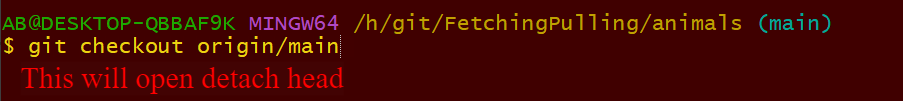 AB@DESKTOP-QBBAF9K MINGW64 /h/git/FetchingPulling/animals (main)
$ git checkout origin/main
This will open detach head